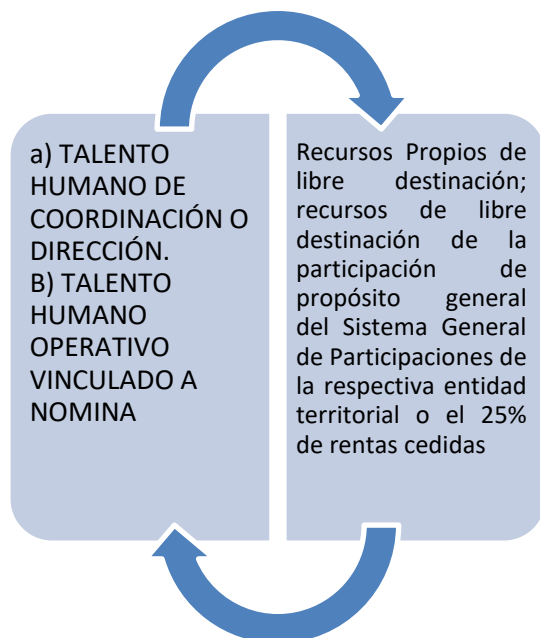 a) TALENTO
HUMANO DE
COORDINACIÓN O
DIRECCIÓN.
B) TALENTO
HUMANO
OPERATIVO
VINCULADO A
NOMINA
Recursos Propios de
libre destinación;
recursos de libre
destinación de la
participación de
propósito general
del Sistema General
de Participaciones de
la respectiva entidad
territorial o el 25%
de rentas cedidas